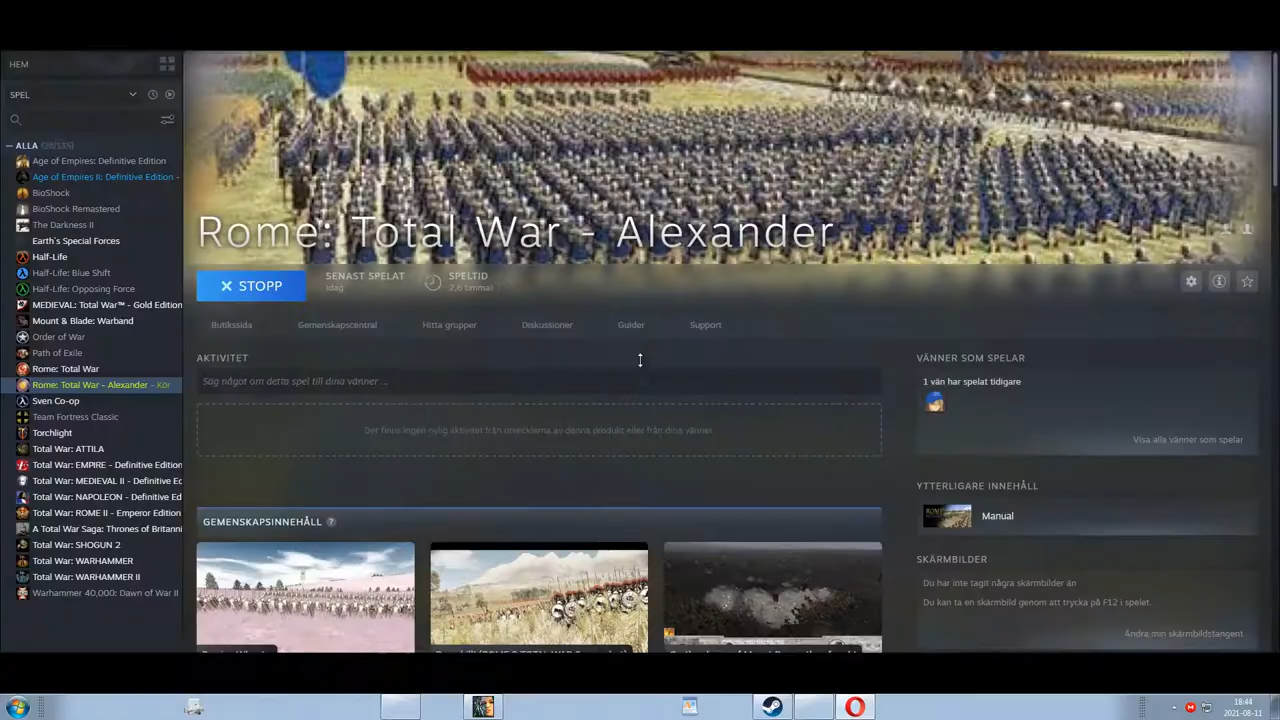 HEM
SPEL
ALLA (28/135)
Age of Empires: Definitive Edition
Age of Empires II: Definitive Edition -
BioShock
BioShock Remastered
The Darkness II
Earth's Special Forces
Half-Life
Half-Life: Blue Shift
Half-Life: Opposing Force
MEDIEVAL: Total War™ - Gold Edition
Mount & Blade: Warband
Order of War
Path of Exile
Rome: Total War
Rome: Total War - Alexander - Kör
Sven Co-op
Team Fortress Classic
Torchlight
Total War: ATTILA
Total War: EMPIRE - Definitive Edition
Total War: MEDIEVAL II - Definitive Ed
Total War: NAPOLEON - Definitive Ed
Total War: ROME II - Emperor Edition
A Total War Saga: Thrones of Britanni
Total War: SHOGUN 2
Total War: WARHAMMER
Total War: WARHAMMER II
Warhammer 40,000: Dawn of War II
Rome: Total War - Alexander
STOPP
SENAST SPELAT
Idag
SPELTID
2,6 timmar
Butikssida
Gemenskapscentral
Hitta grupper
Diskussioner
Guider
Support
AKTIVITET
Säg något om detta spel till dina vänner ...
Det finns ingen nylig aktivitet från utvecklarna av denna produkt eller från dina vänner
GEMENSKAPSINNEHÅLL ?
VÄNNER SOM SPELAR
1 vän har spelat tidigare
Visa alla vänner som spelar
YTTERLIGARE INNEHÅLL
Manual
SKÄRMBILDER
Du har inte tagit några skärmbilder än
Du kan ta en skärmbild genom att trycka på F12 i spelet.
Ändra min skärmbildstangent
18:44
2021-08-11